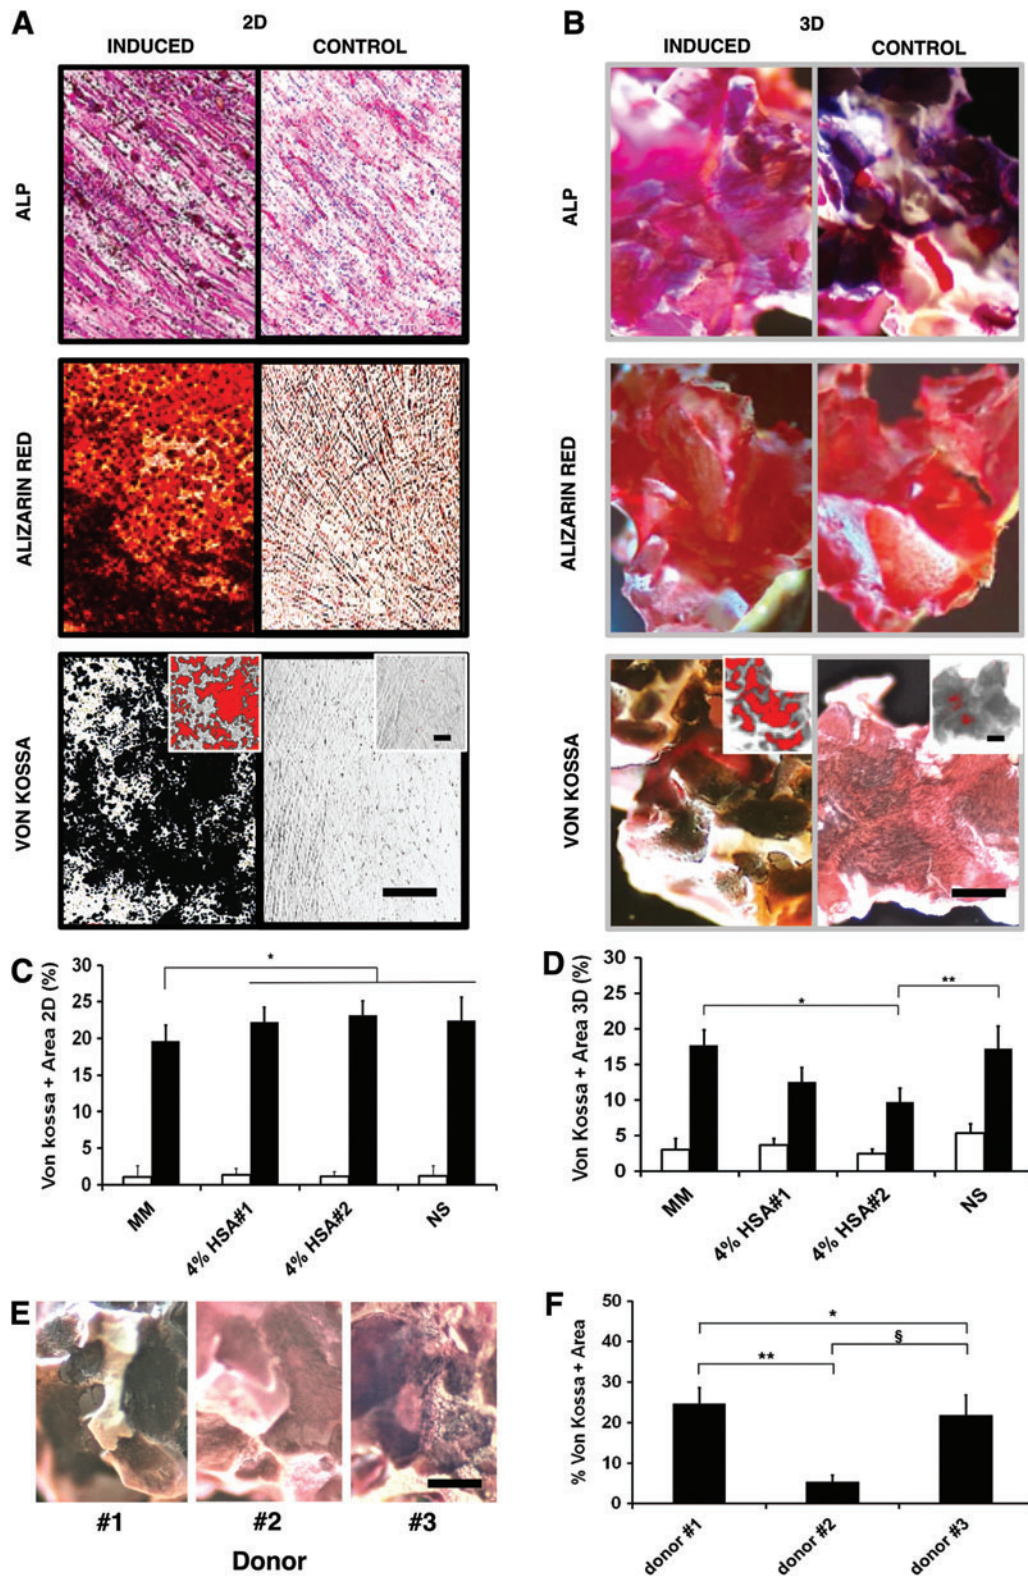 A
2D
INDUCED
CONTROL
ALP
ALIZARIN RED
VON KOSSA
B
3D
INDUCED
CONTROL
ALP
ALIZARIN RED
VON KOSSA
C
Von kossa + Area 2D (%)
30
25
20
15
10
5
0
*
MM
4% HSA#1
4% HSA#2
NS
D
Von Kossa + Area 3D (%)
30
25
20
15
10
5
0
*
**
MM
4% HSA#1
4% HSA#2
NS
E
#1
#2
#3
Donor
F
% Von Kossa + Area
50
40
30
20
10
0
*
**
§
donor #1
donor #2
donor #3